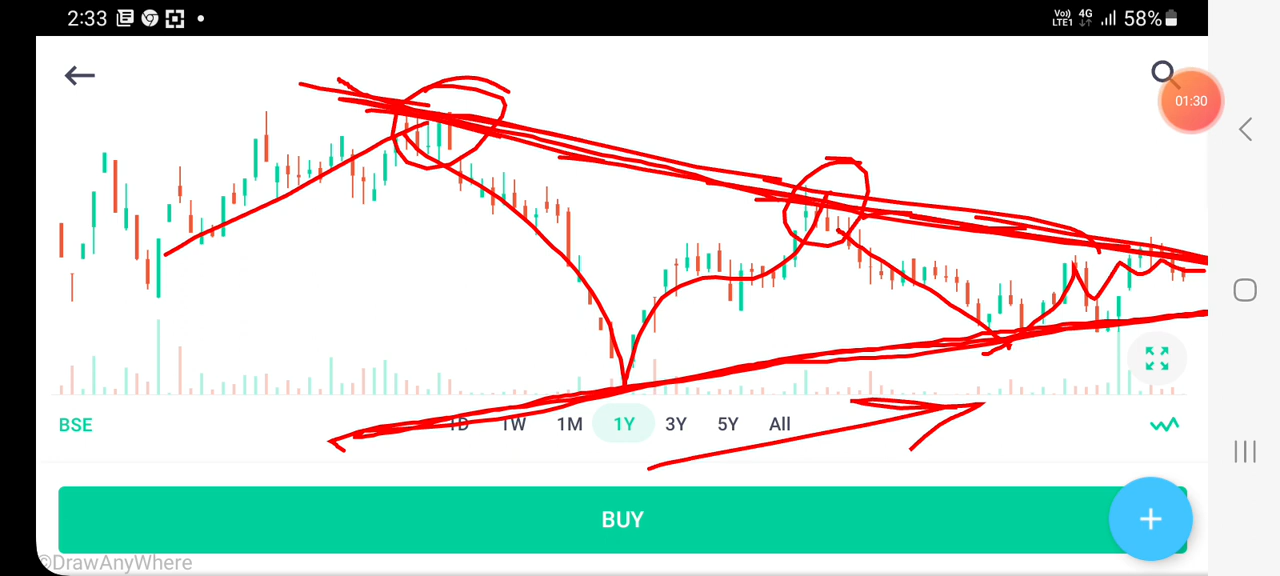 2:33
Vo)) 4G 58%
LTE1
01:30
BSE 1D 1W 1M 1Y 3Y 5Y All
BUY
©DrawAnyWhere